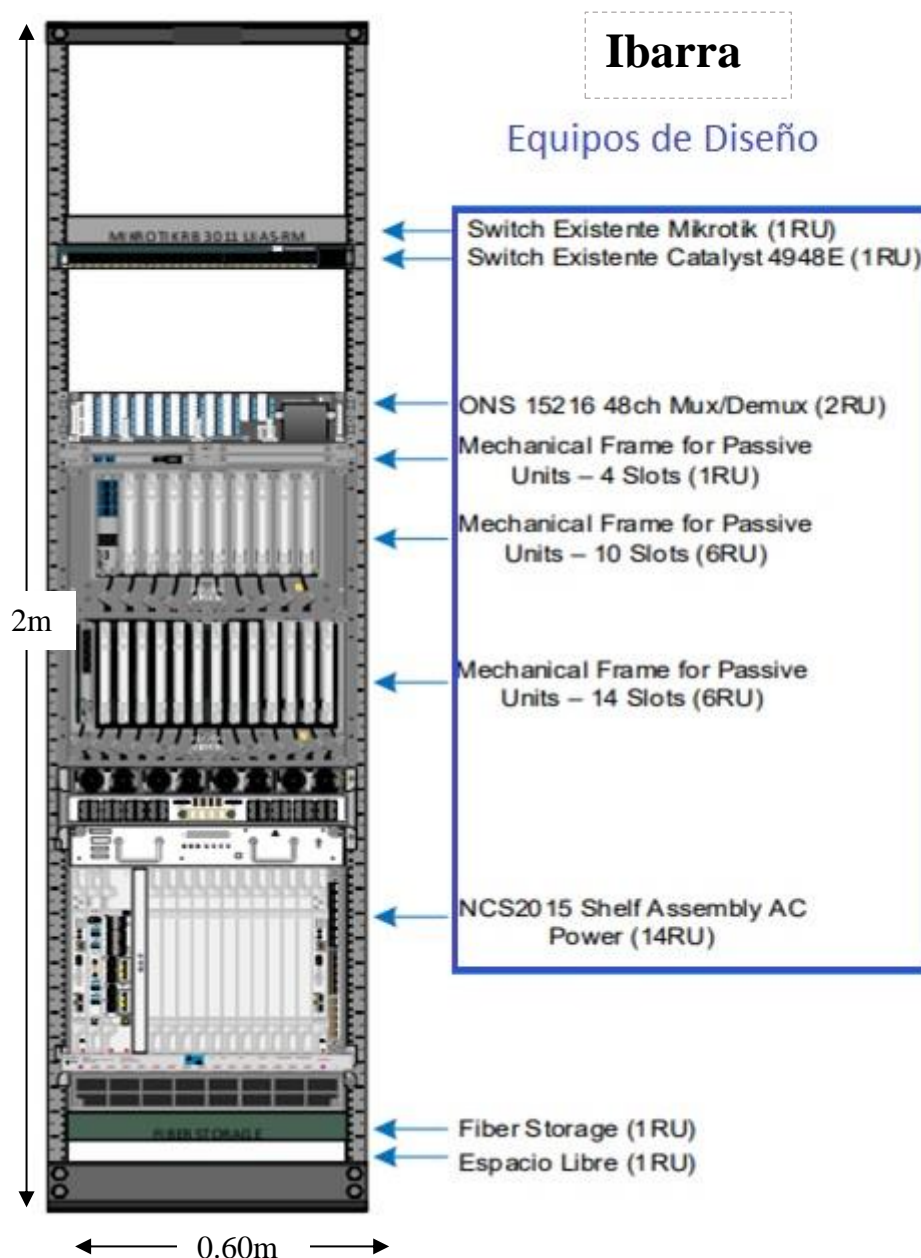 Ibarra
Equipos de Diseño
MIKROTIKRB 3011 UIAS-RM
Switch Existente Mikrotik (1RU)
Switch Existente Catalyst 4948E (1RU)
ONS 15216 48ch Mux/Demux (2RU)
Mechanical Frame for Passive
Units – 4 Slots (1RU)
Mechanical Frame for Passive
Units – 10 Slots (6RU)
2m
Mechanical Frame for Passive
Units – 14 Slots (6RU)
NCS2015 Shelf Assembly AC
Power (14RU)
FIBER STORAGE
Fiber Storage (1RU)
Espacio Libre (1RU)
0.60m